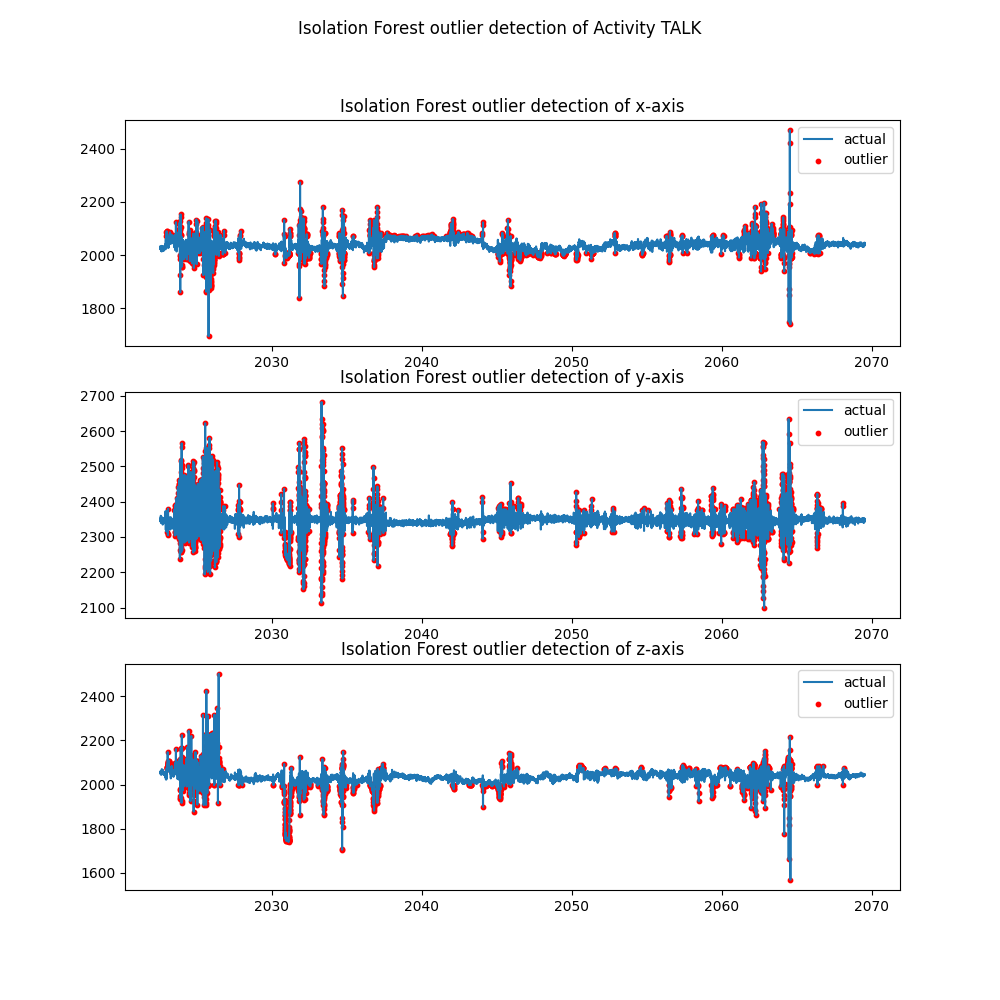 Isolation Forest outlier detection of Activity TALK
Isolation Forest outlier detection of x-axis
2400
2200
2000
1800
actual
outlier
2030 2040 2050 2060 2070
Isolation Forest outlier detection of y-axis
2700
2600
2500
2400
2300
2200
2100
actual
outlier
2030 2040 2050 2060 2070
Isolation Forest outlier detection of z-axis
2400
2200
2000
1800
1600
actual
outlier
2030 2040 2050 2060 2070